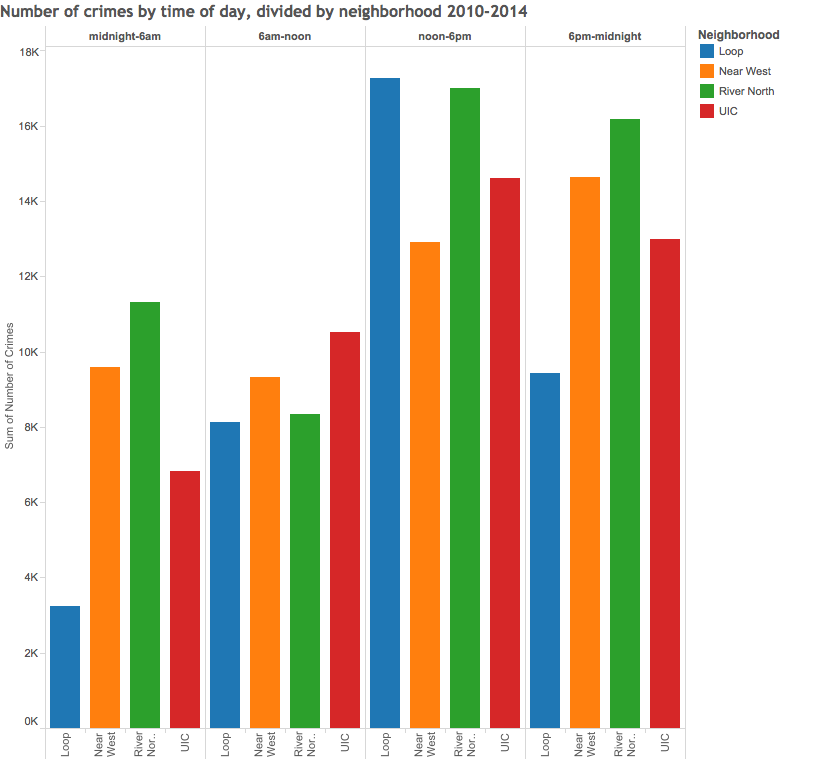 Number of crimes by time of day, divided by neighborhood 2010-2014
midnight-6am
6am-noon
noon-6pm
6pm-midnight
Neighborhood
Loop
Near West
River North
UIC
18K
16K
14K
12K
10K
8K
6K
4K
2K
0K
Sum of Number of Crimes
Loop
Near
West
River
Nor..
UIC
Loop
Near
West
River
Nor..
UIC
Loop
Near
West
River
Nor..
UIC
Loop
Near
West
River
Nor..
UIC